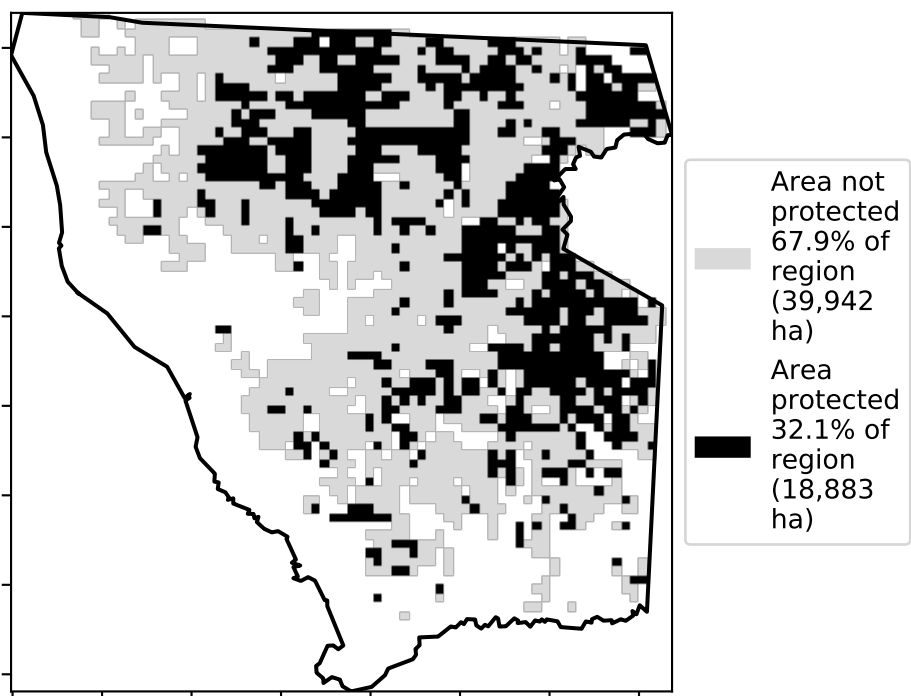 Area not
protected
67.9% of
region
(39,942
ha)
Area
protected
32.1% of
region
(18,883
ha)